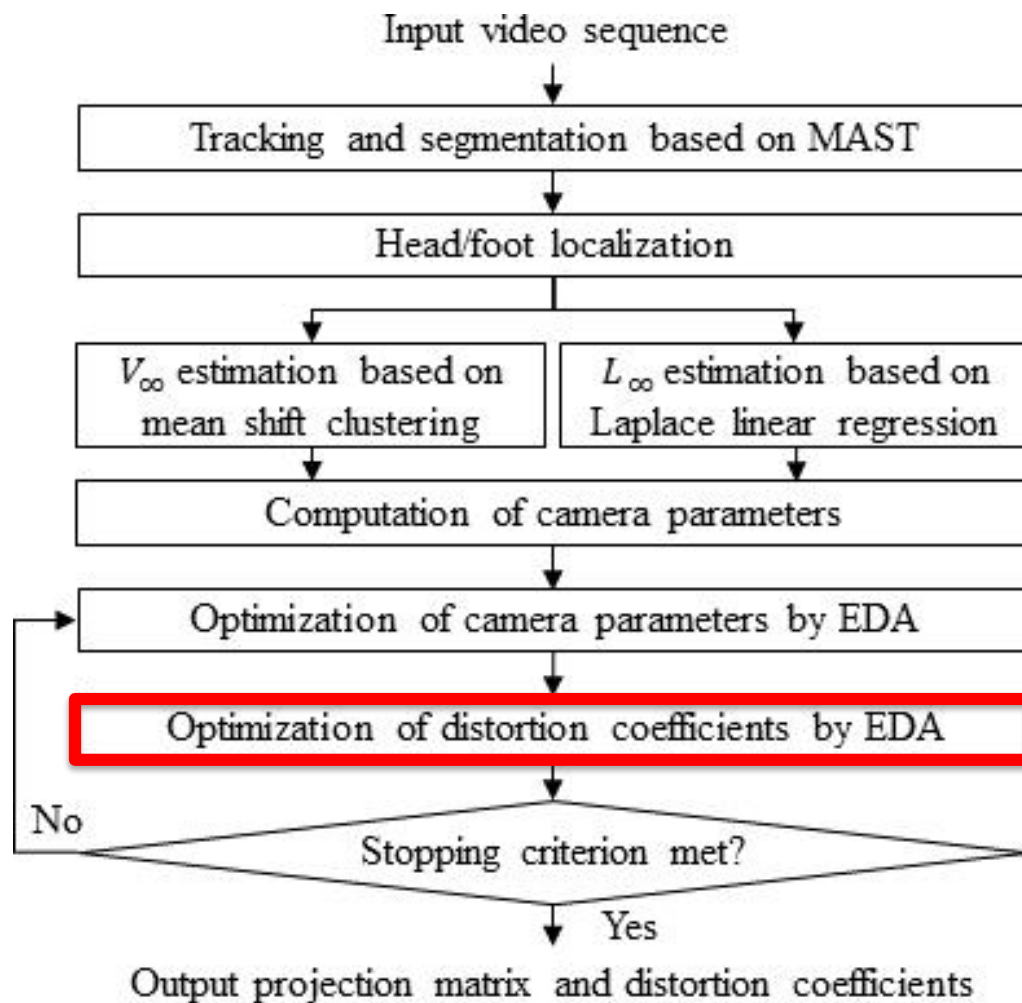 Input video sequence
Tracking and segmentation based on MAST
Head/foot localization
V∞ estimation based on
mean shift clustering
L∞ estimation based on
Laplace linear regression
Computation of camera parameters
Optimization of camera parameters by EDA
Optimization of distortion coefficients by EDA
No
Stopping criterion met?
Yes
Output projection matrix and distortion coefficients